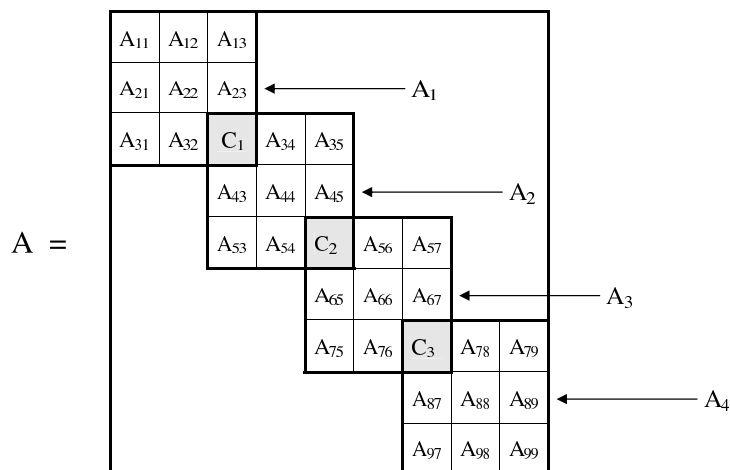 A₁₁ A₁₂ A₁₃
A₂₁ A₂₂ A₂₃ A₁
A₃₁ A₃₂ C₁ A₃₄ A₃₅
A₄₃ A₄₄ A₄₅ A₂
A = A₅₃ A₅₄ C₂ A₅₆ A₅₇
A₆₅ A₆₆ A₆₇ A₃
A₇₅ A₇₆ C₃ A₇₈ A₇₉
A₈₇ A₈₈ A₈₉ A₄
A₉₇ A₉₈ A₉₉